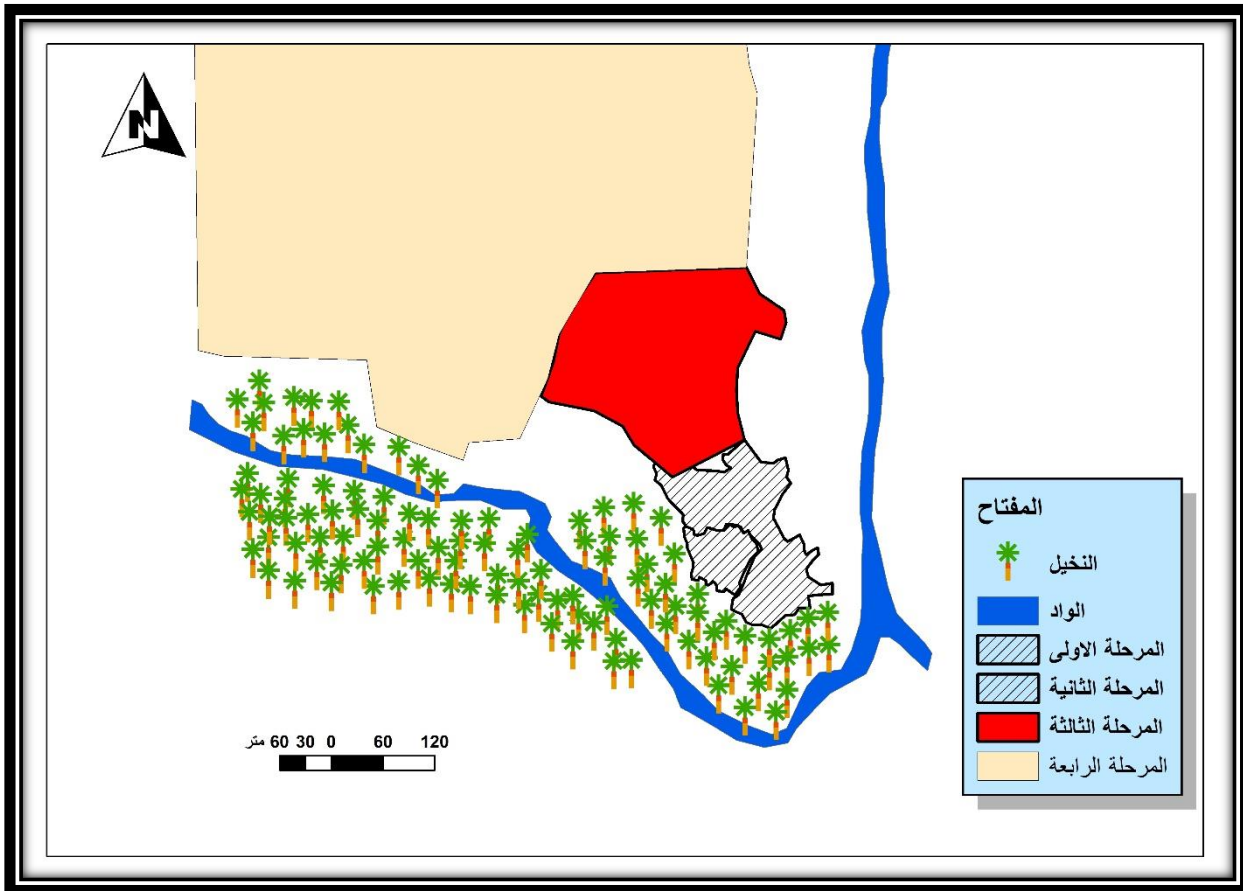 N
المفتاح
النخيل
الواد
المرحلة الاولى
المرحلة الثانية
المرحلة الثالثة
المرحلة الرابعة
متر 60 30 0 60 120